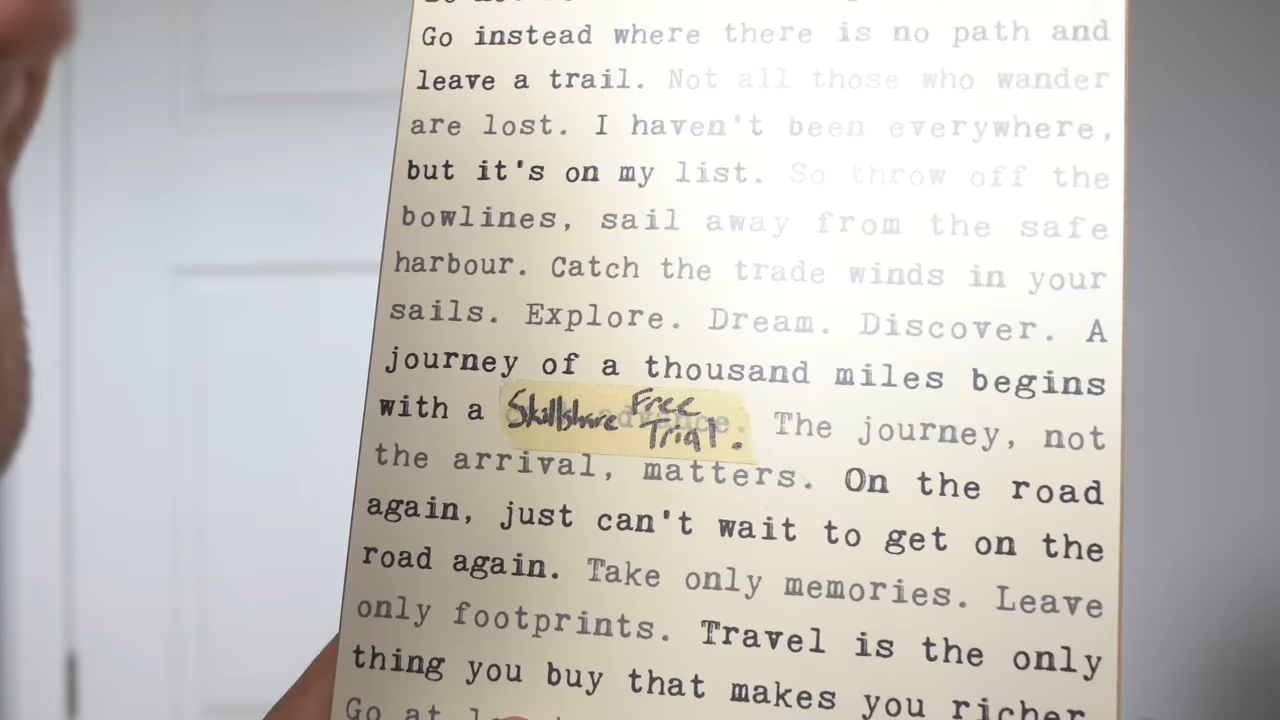 Go instead where there is no path and
leave a trail. Not all those who wander
are lost. I haven't been everywhere,
but it's on my list. So throw off the
bowlines, sail away from the safe
harbour. Catch the trade winds in your
sails. Explore. Dream. Discover. A
journey of a thousand miles begins
with a Skillshare Free Trial. The journey, not
the arrival, matters. On the road
again, just can't wait to get on the
road again. Take only memories. Leave
only footprints. Travel is the only
thing you buy that makes you richer
Go at